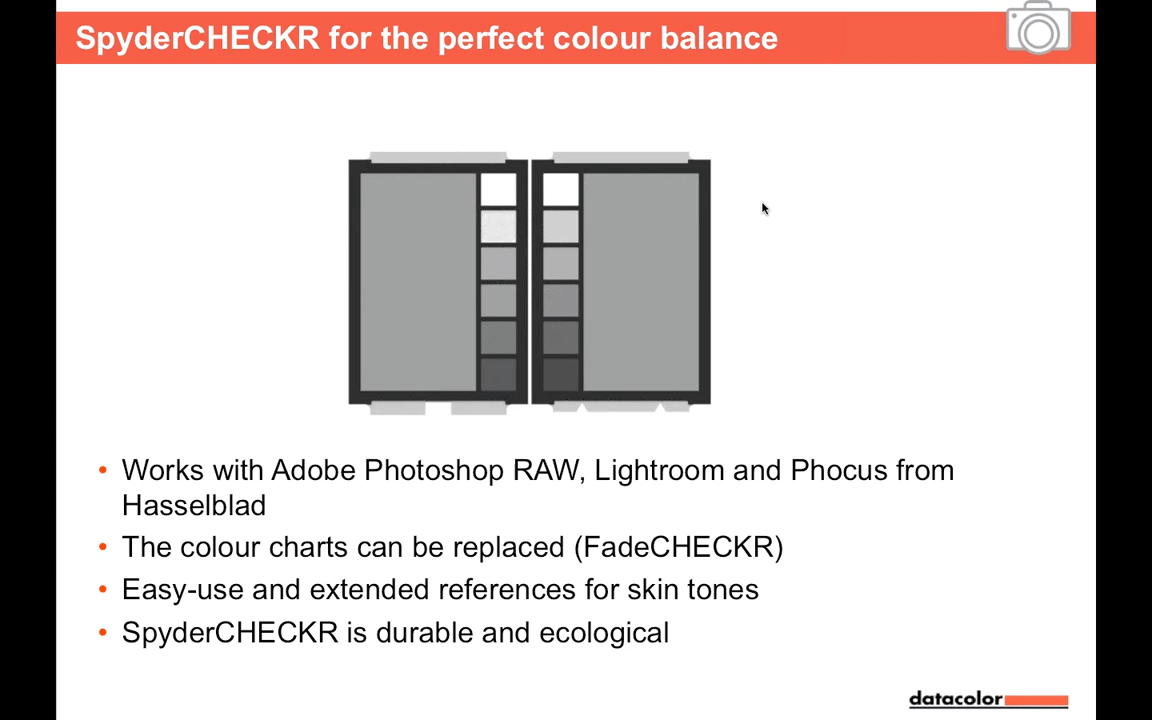 SpyderCHECKR for the perfect colour balance
• Works with Adobe Photoshop RAW, Lightroom and Phocus from
Hasselblad
• The colour charts can be replaced (FadeCHECKR)
• Easy-use and extended references for skin tones
• SpyderCHECKR is durable and ecological
datacolor